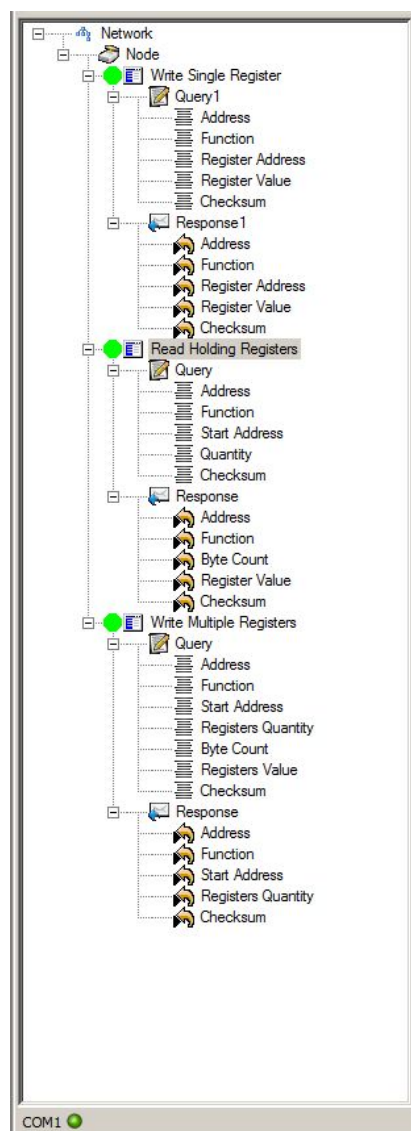 Network
Node
Write Single Register
Query1
Address
Function
Register Address
Register Value
Checksum
Response1
Address
Function
Register Address
Register Value
Checksum
Read Holding Registers
Query
Address
Function
Start Address
Quantity
Checksum
Response
Address
Function
Byte Count
Register Value
Checksum
Write Multiple Registers
Query
Address
Function
Start Address
Registers Quantity
Byte Count
Registers Value
Checksum
Response
Address
Function
Start Address
Registers Quantity
Checksum
COM1